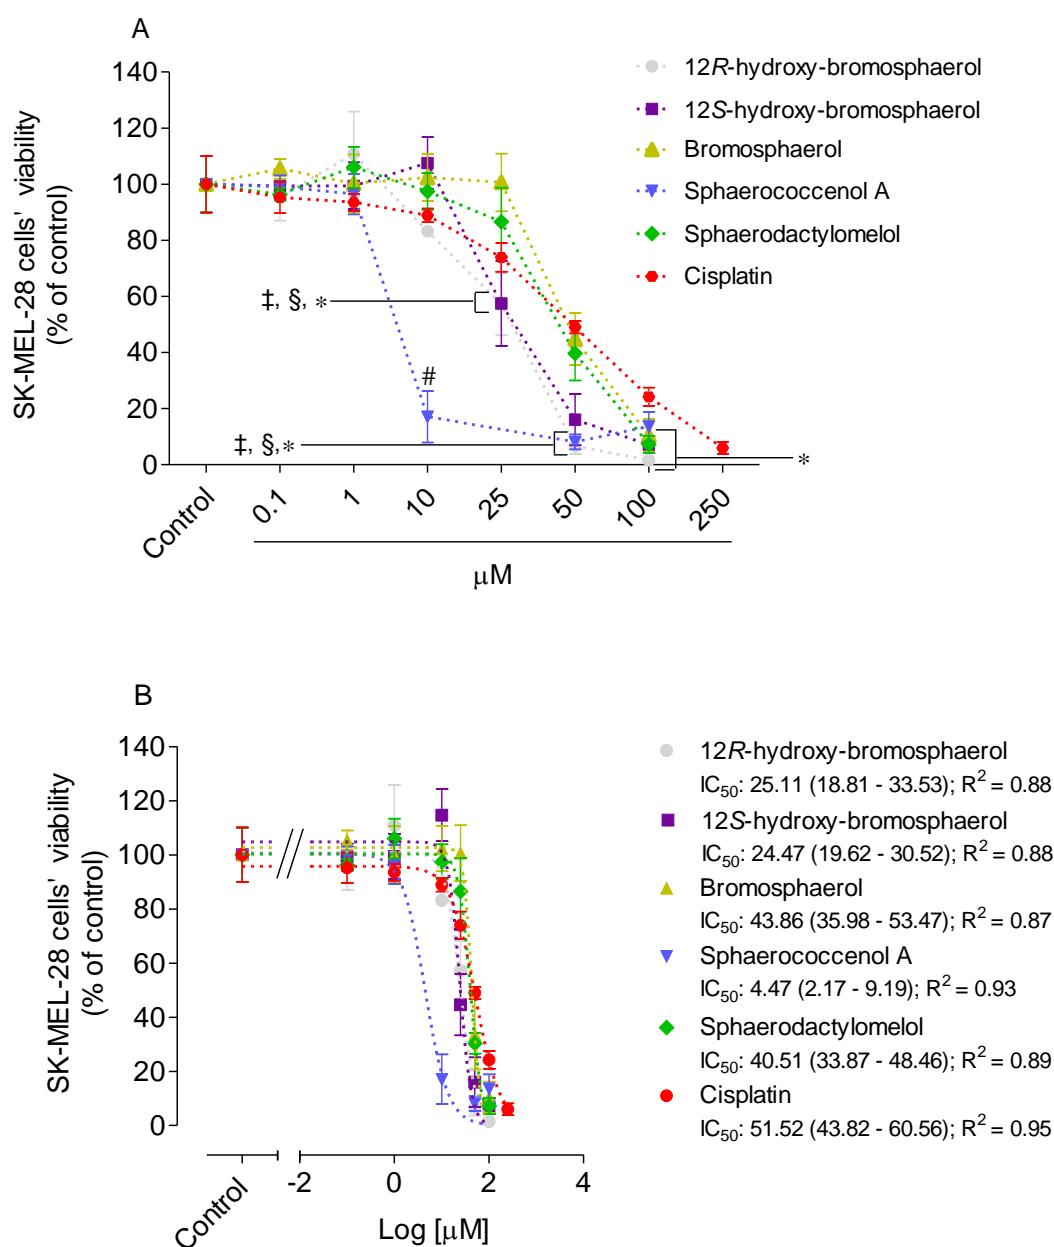 A
140
120
100
80
60
40
20
0
SK-MEL-28 cells' viability
(% of control)
12R-hydroxy-bromosphaerol
12S-hydroxy-bromosphaerol
Bromosphaerol
Sphaerococcenol A
Sphaerodactylomelol
Cisplatin
‡, §, *
#
‡, §,*
*
Control
0.1
1
10
25
50
100
250
μM
B
140
120
100
80
60
40
20
0
SK-MEL-28 cells' viability
(% of control)
12R-hydroxy-bromosphaerol
IC₅₀: 25.11 (18.81 - 33.53); R² = 0.88
12S-hydroxy-bromosphaerol
IC₅₀: 24.47 (19.62 - 30.52); R² = 0.88
Bromosphaerol
IC₅₀: 43.86 (35.98 - 53.47); R² = 0.87
Sphaerococcenol A
IC₅₀: 4.47 (2.17 - 9.19); R² = 0.93
Sphaerodactylomelol
IC₅₀: 40.51 (33.87 - 48.46); R² = 0.89
Cisplatin
IC₅₀: 51.52 (43.82 - 60.56); R² = 0.95
Control
-2
0
2
4
Log [μM]